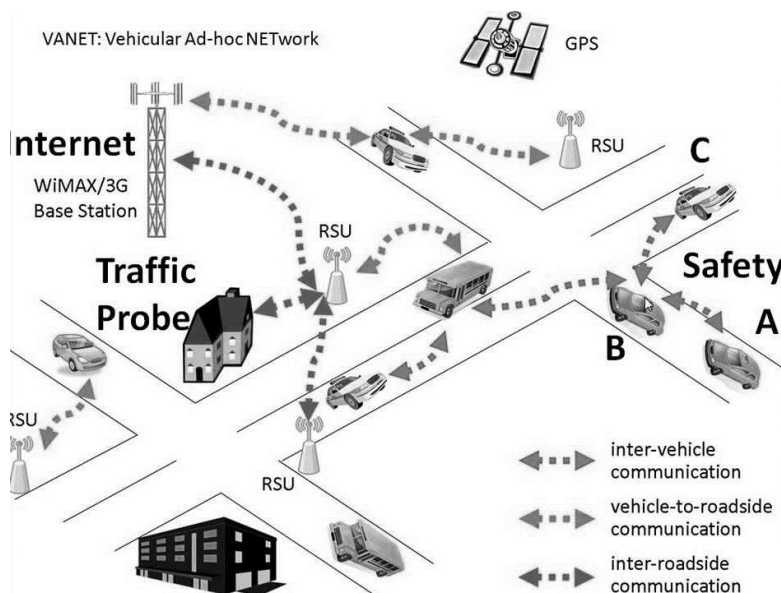 VANET: Vehicular Ad-hoc NETwork
GPS
Internet
WiMAX/3G
Base Station
RSU
C
RSU
Traffic
Probe
Safety
A
B
RSU
RSU
inter-vehicle
communication
vehicle-to-roadside
communication
inter-roadside
communication